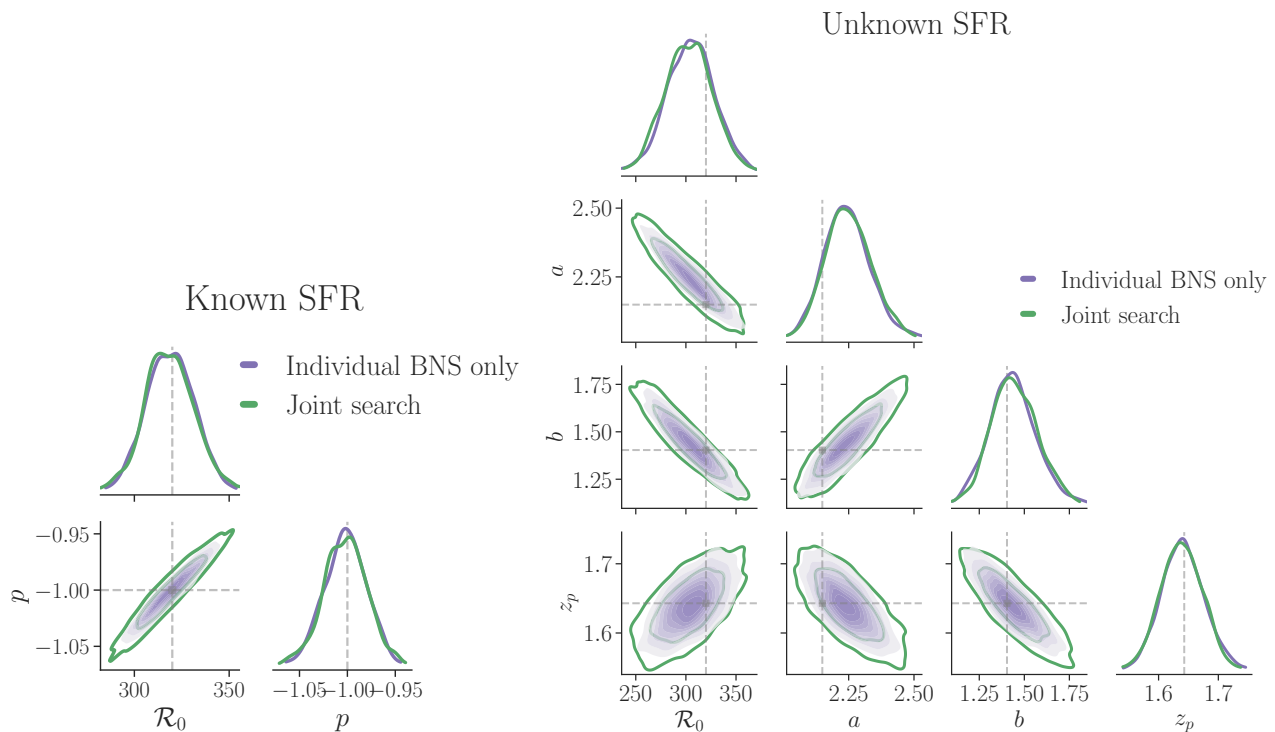 Unknown SFR
Known SFR
Individual BNS only
Joint search
Individual BNS only
Joint search
2.50
2.25
a
1.75
1.50
1.25
b
1.7
1.6
z_p
−0.95
−1.00
−1.05
p
300 350
−1.05 −1.00 −0.95
R_0
p
250 300 350
2.25 2.50
1.25 1.50 1.75
1.6 1.7
R_0
a
b
z_p